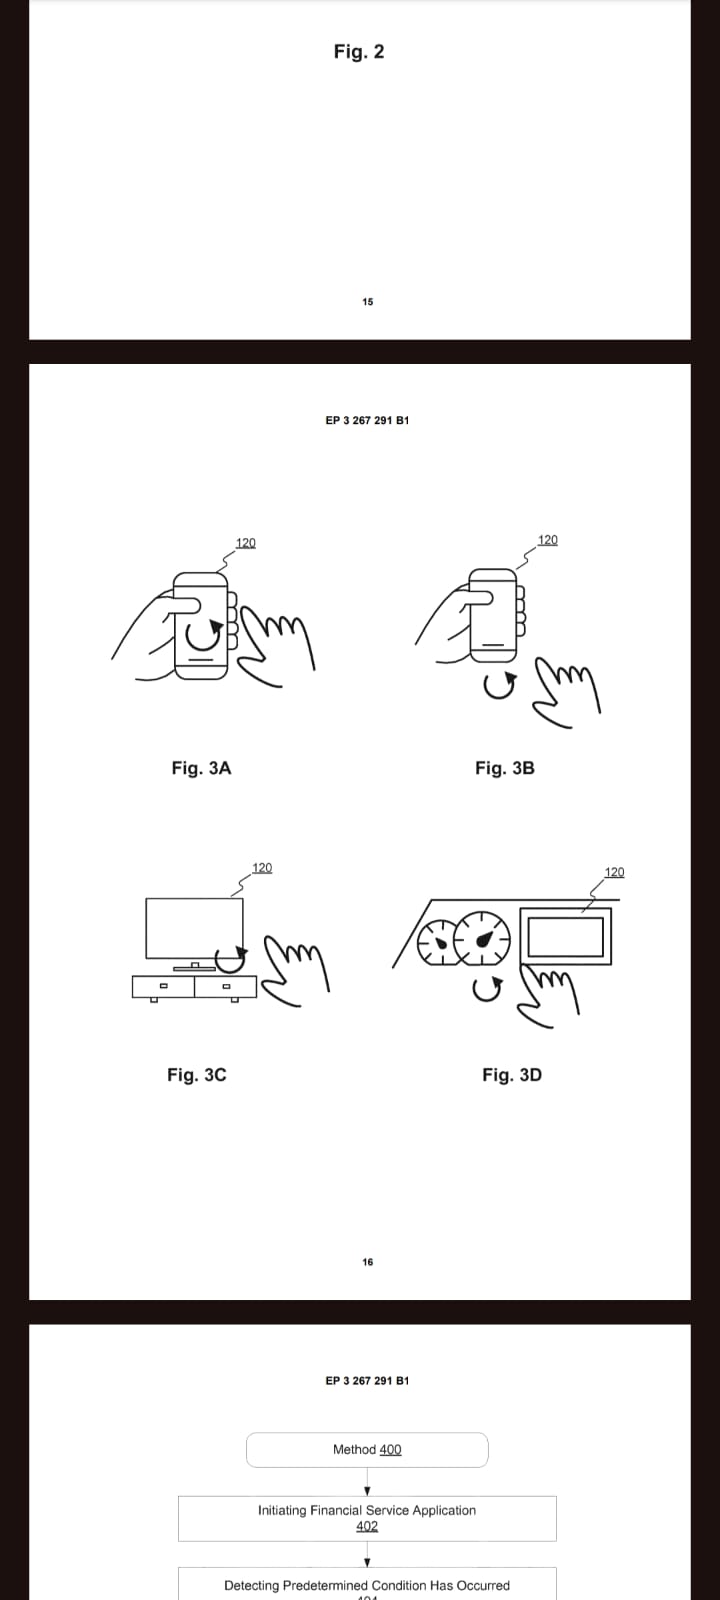 Fig. 2
15
EP 3 267 291 B1
120
120
Fig. 3A
Fig. 3B
120
120
Fig. 3C
Fig. 3D
16
EP 3 267 291 B1
Method 400
Initiating Financial Service Application
402
Detecting Predetermined Condition Has Occurred
404